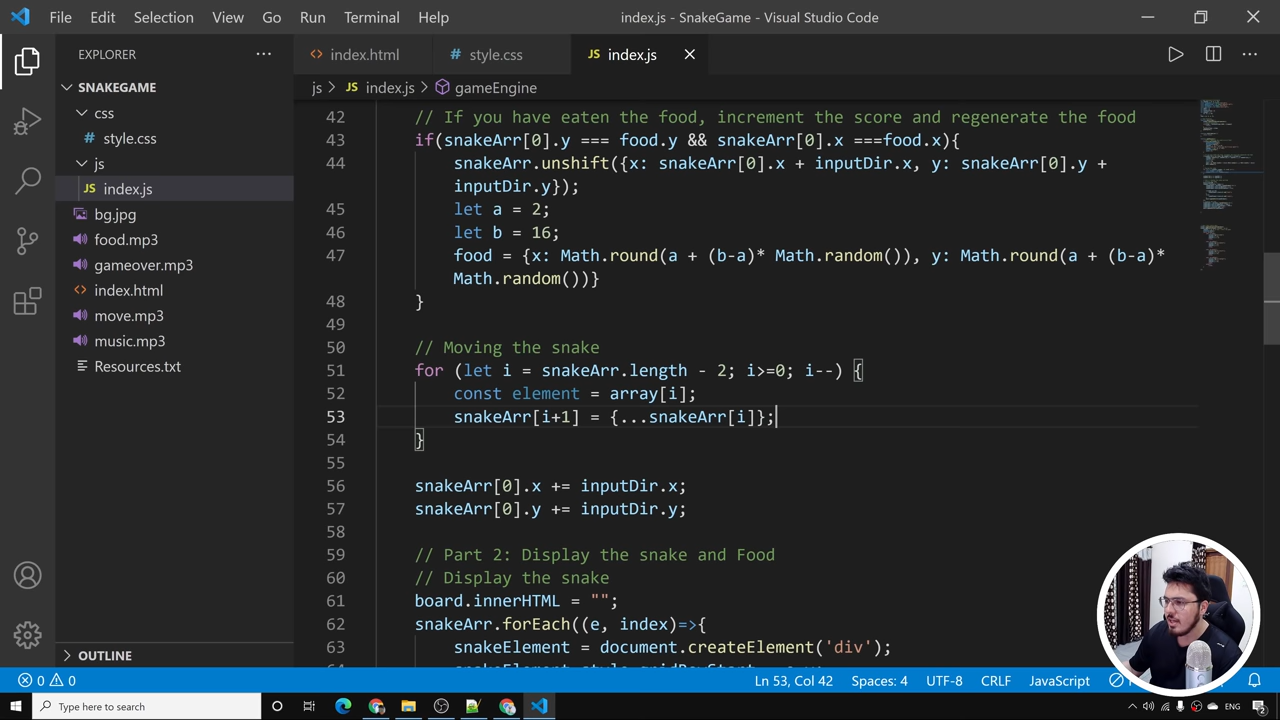 File Edit Selection View Go Run Terminal Help
index.js - SnakeGame - Visual Studio Code
EXPLORER
SNAKEGAME
css
style.css
js
JS index.js
bg.jpg
food.mp3
gameover.mp3
index.html
move.mp3
music.mp3
Resources.txt
OUTLINE
index.html
style.css
JS index.js
js > JS index.js > gameEngine
42 // If you have eaten the food, increment the score and regenerate the food
43 if(snakeArr[0].y === food.y && snakeArr[0].x ===food.x){
44 snakeArr.unshift({x: snakeArr[0].x + inputDir.x, y: snakeArr[0].y +
inputDir.y});
45 let a = 2;
46 let b = 16;
47 food = {x: Math.round(a + (b-a)* Math.random()), y: Math.round(a + (b-a)*
Math.random())}
48 }
49
50 // Moving the snake
51 for (let i = snakeArr.length - 2; i>=0; i--) {
52 const element = array[i];
53 snakeArr[i+1] = {...snakeArr[i]};
54 }
55
56 snakeArr[0].x += inputDir.x;
57 snakeArr[0].y += inputDir.y;
58
59 // Part 2: Display the snake and Food
60 // Display the snake
61 board.innerHTML = "";
62 snakeArr.forEach((e, index)=>{
63 snakeElement = document.createElement('div');
0 0
Ln 53, Col 42 Spaces: 4 UTF-8 CRLF JavaScript
Type here to search
ENG